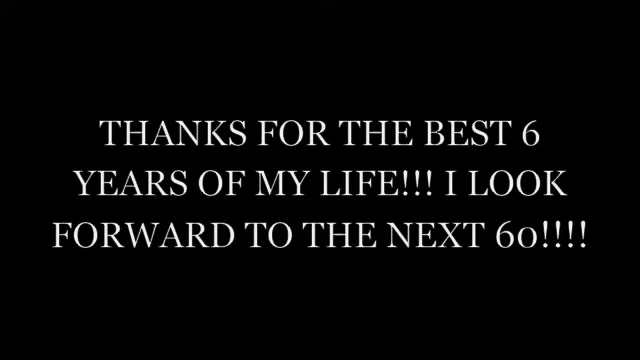 THANKS FOR THE BEST 6
YEARS OF MY LIFE!!! I LOOK
FORWARD TO THE NEXT 60!!!!